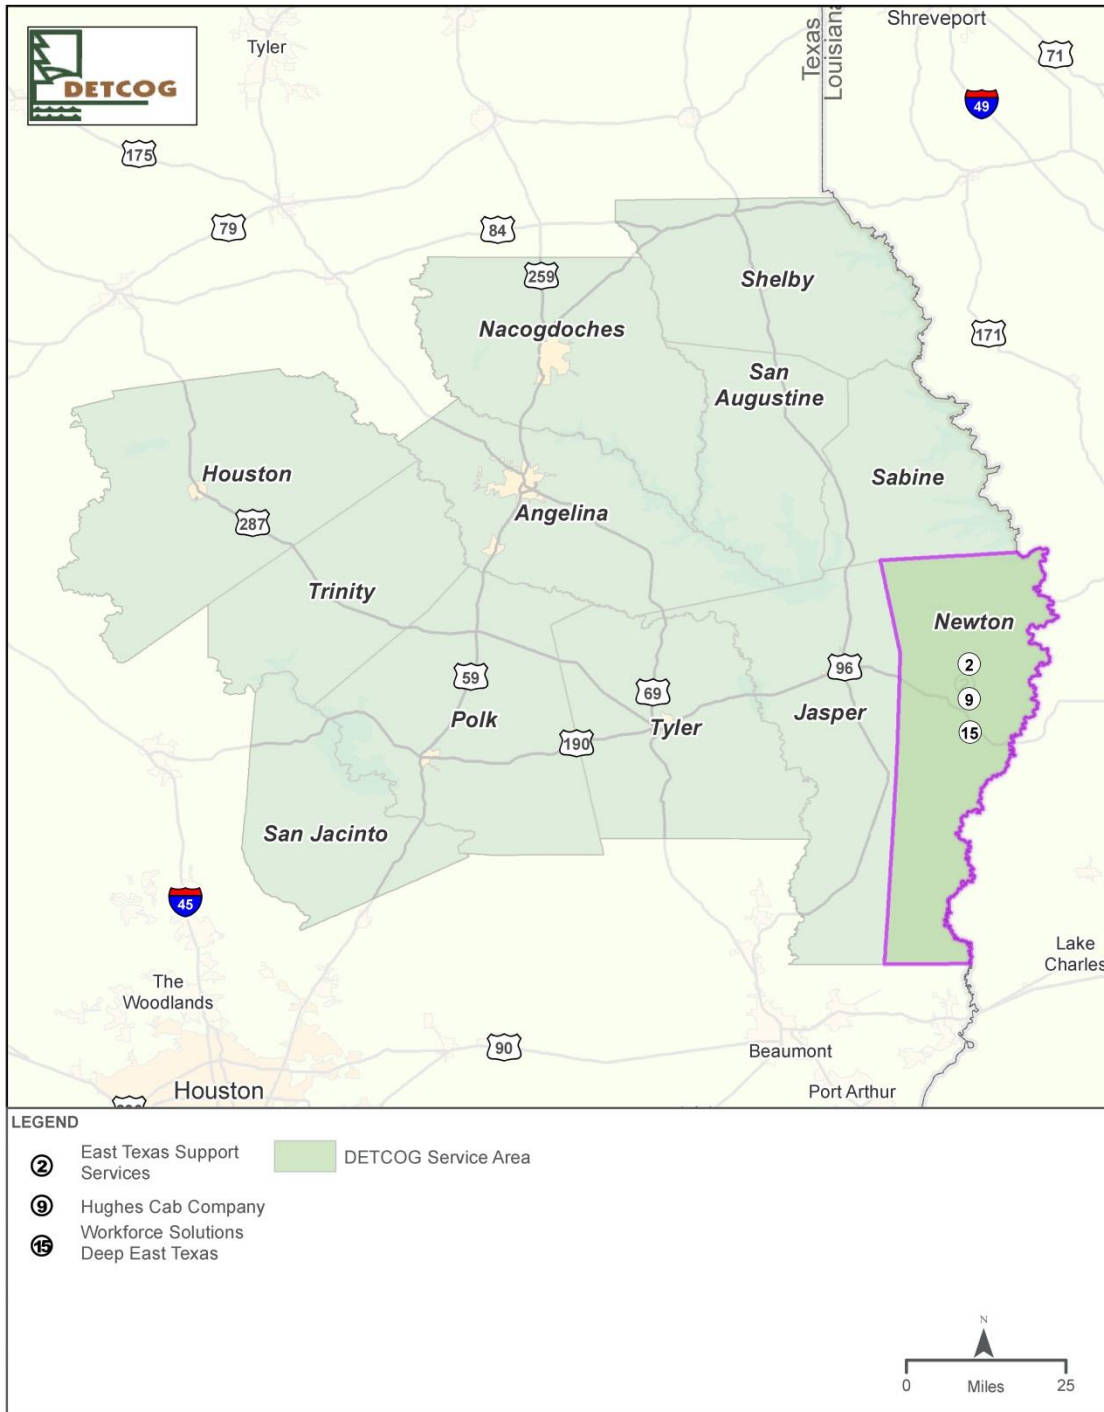 Shreveport
Tyler
Texas
Louisiana
71
DETCOG
49
175
79
84
259
Shelby
171
Nacogdoches
San
Augustine
Houston
Sabine
287
Angelina
Trinity
Newton
2
96
59
69
9
Polk
Jasper
Tyler
15
190
San Jacinto
45
Lake
Charles
The
Woodlands
90
Beaumont
Houston
Port Arthur
LEGEND
2 East Texas Support
Services
DETCOG Service Area
9 Hughes Cab Company
15 Workforce Solutions
Deep East Texas
N
0 Miles 25